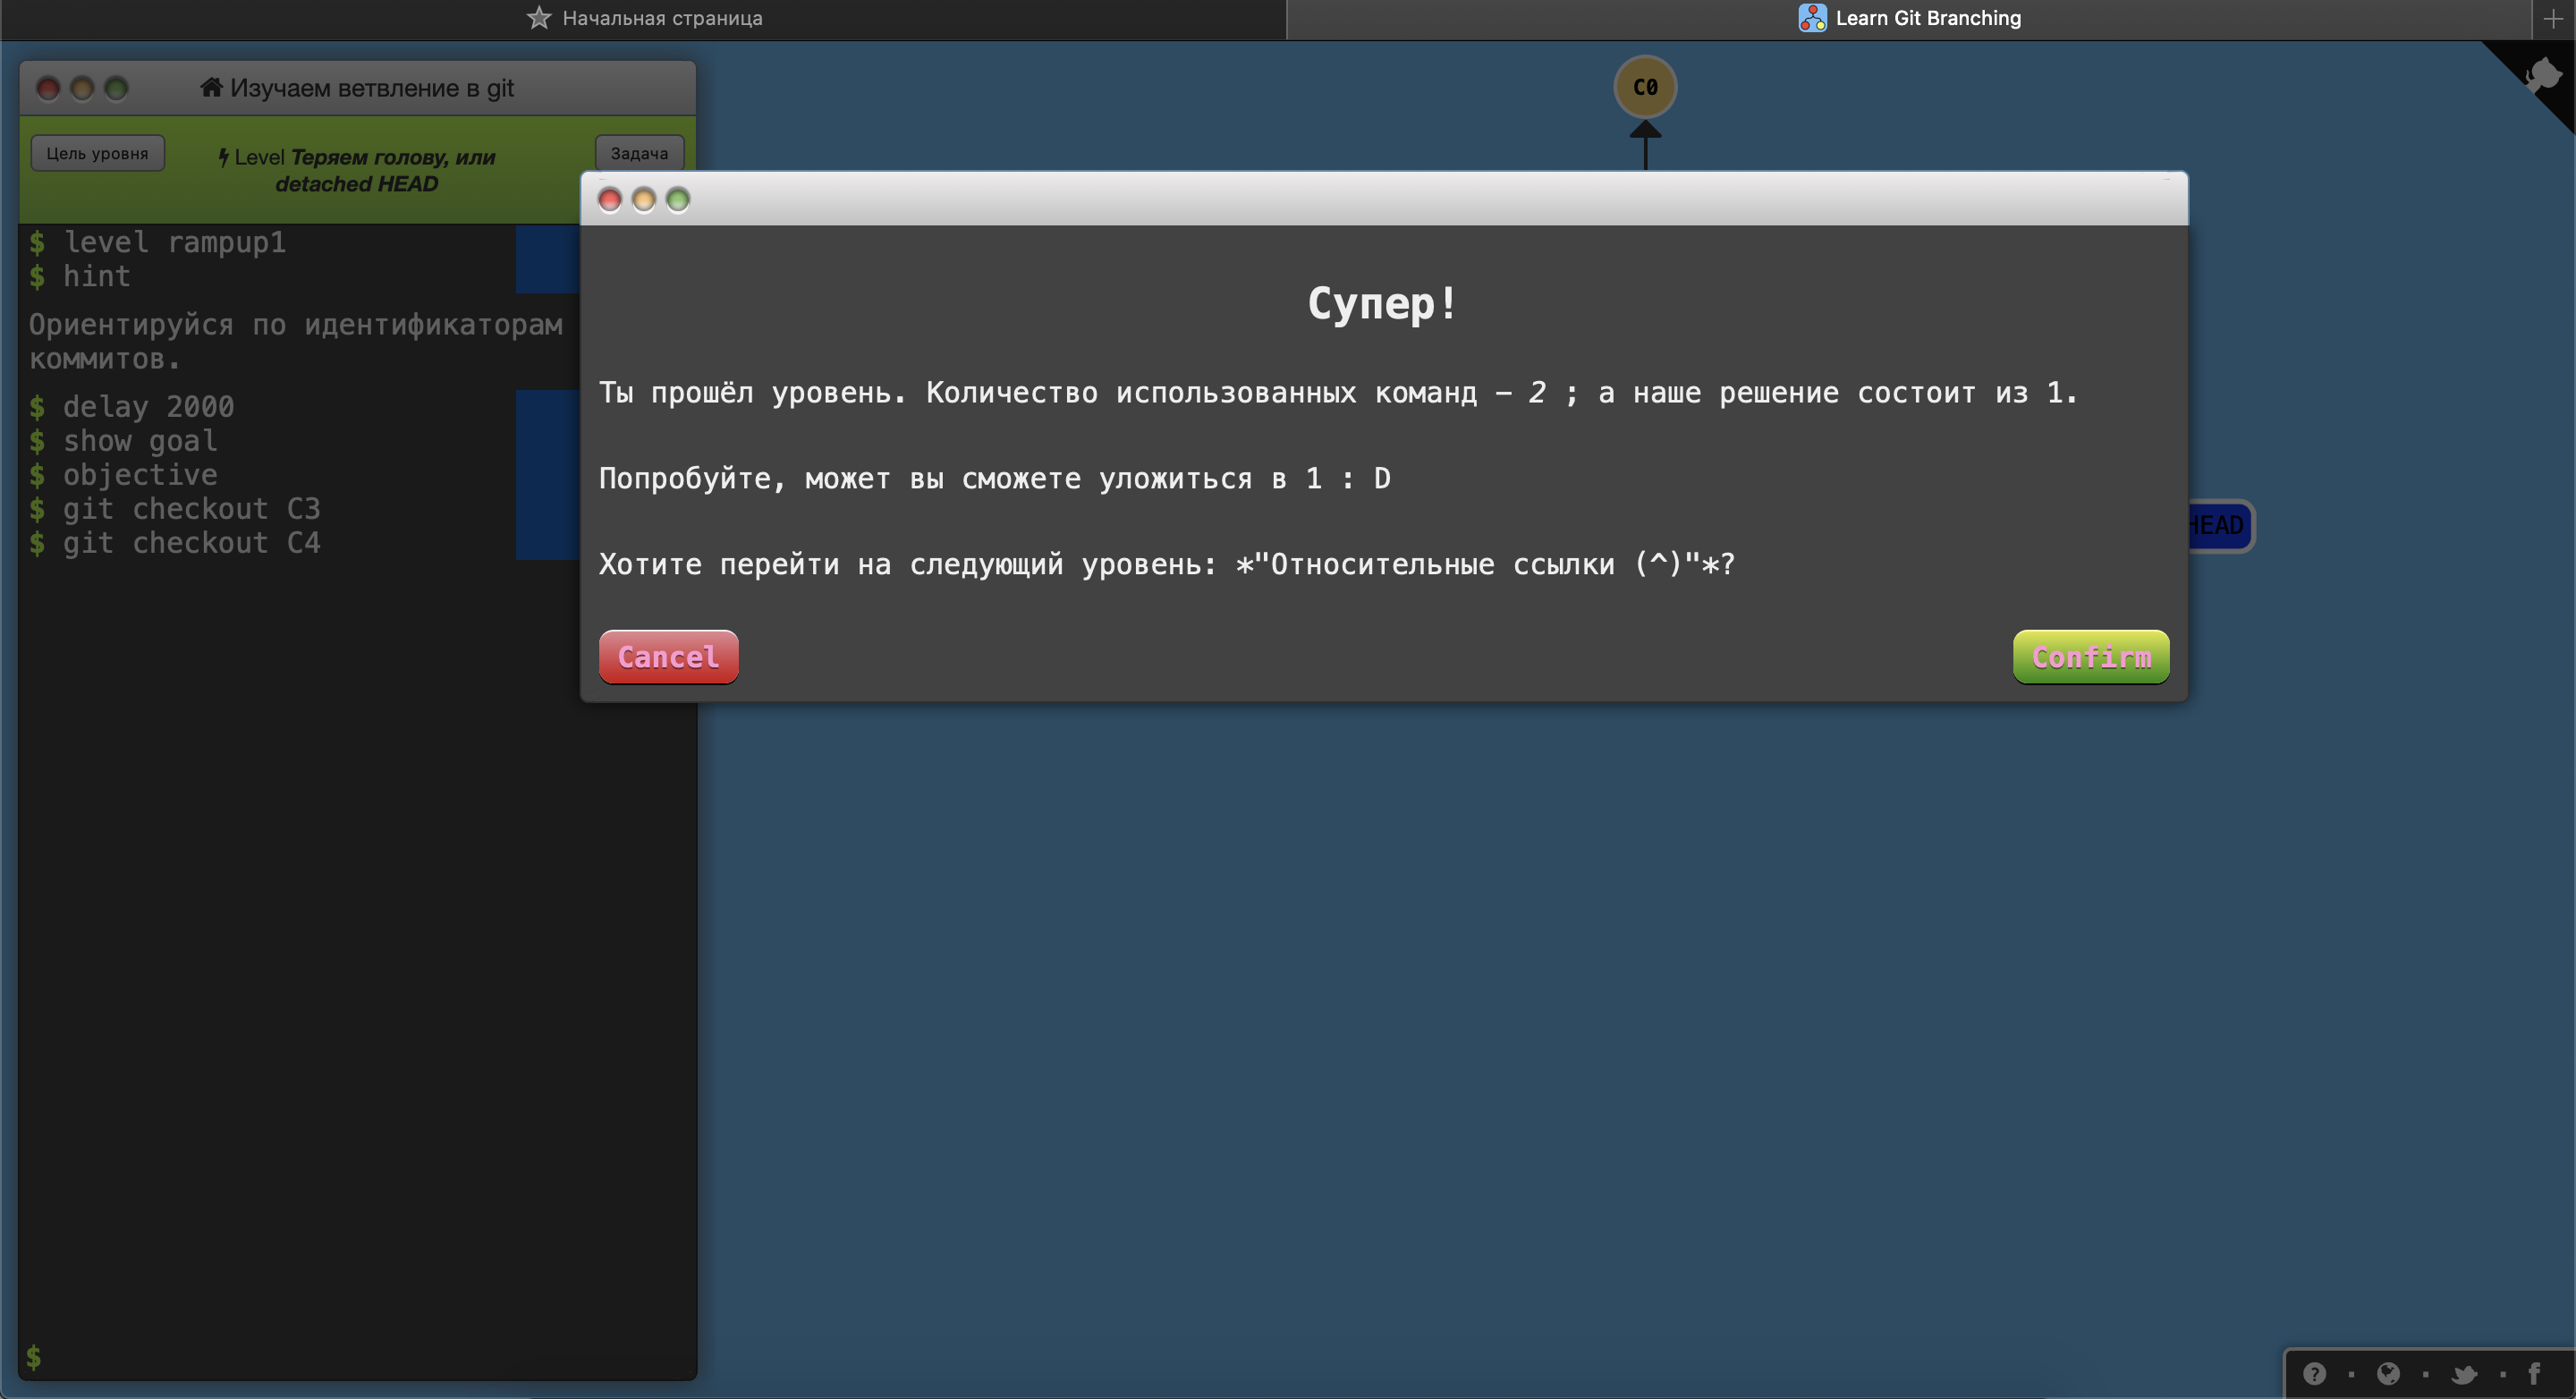 Начальная страница
Learn Git Branching
Изучаем ветвление в git
Цель уровня
Level Теряем голову, или
detached HEAD
Задача
$ level rampup1
$ hint
Ориентируйся по идентификаторам
коммитов.
$ delay 2000
$ show goal
$ objective
$ git checkout C3
$ git checkout C4
$
C0
Супер!
Ты прошёл уровень. Количество использованных команд – 2 ; а наше решение состоит из 1.
Попробуйте, может вы сможете уложиться в 1 : D
Хотите перейти на следующий уровень: *"Относительные ссылки (^)"*?
Cancel
Confirm
HEAD